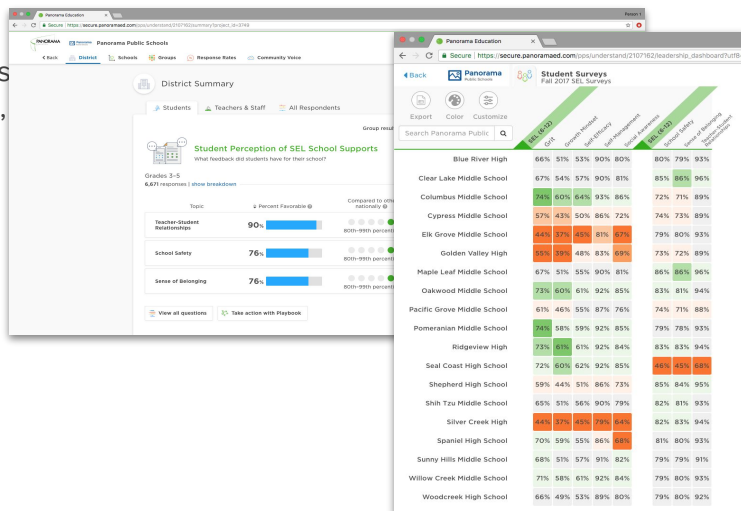 s
,
Panorama Education
Person 1
Secure | https://secure.panoramaed.com/pps/understand/2107162/summary?project_id=3749
PANORAMA
Panorama
Panorama Public Schools
Back
District
Schools
Groups
Response Rates
Community Voice
District Summary
Students
Teachers & Staff
All Respondents
Group result
Student Perception of SEL School Supports
What feedback did students have for their school?
Grades 3–5
6,671 responses | show breakdown
Topic
Percent Favorable
Compared to othe
nationally
Teacher-Student
Relationships
90%
80th-99th percenti
School Safety
76%
80th-99th percenti
Sense of Belonging
76%
80th-99th percenti
View all questions
Take action with Playbook
Panorama Education
Secure | https://secure.panoramaed.com/pps/understand/2107162/leadership_dashboard?utf8
Back
Panorama
Public Schools
Student Surveys
Fall 2017 SEL Surveys
Export
Color
Customize
Search Panorama Public
SEL (6-12)
Grit
Growth Mindset
Self-Efficacy
Self-Management
Social Awareness
SEL (6-12)
School Safety
Sense of Belonging
Teacher-Student
Relationships
Blue River High 66% 51% 53% 90% 80% 80% 79% 93%
Clear Lake Middle School 67% 54% 57% 90% 81% 85% 86% 96%
Columbus Middle School 74% 60% 64% 93% 86% 72% 71% 89%
Cypress Middle School 57% 43% 50% 86% 72% 74% 73% 89%
Elk Grove Middle School 44% 37% 45% 81% 67% 79% 80% 93%
Golden Valley High 55% 39% 48% 83% 69% 73% 72% 89%
Maple Leaf Middle School 67% 51% 55% 90% 81% 86% 86% 96%
Oakwood Middle School 73% 60% 61% 92% 85% 83% 81% 94%
Pacific Grove Middle School 61% 46% 55% 87% 76% 74% 71% 88%
Pomeranian Middle School 74% 58% 59% 92% 85% 79% 78% 93%
Ridgeview High 73% 61% 61% 92% 84% 83% 83% 94%
Seal Coast High School 72% 60% 62% 92% 85% 46% 45% 68%
Shepherd High School 59% 44% 51% 86% 73% 85% 84% 95%
Shih Tzu Middle School 65% 51% 56% 90% 79% 82% 81% 93%
Silver Creek High 44% 37% 45% 79% 64% 82% 83% 94%
Spaniel High School 70% 59% 55% 86% 68% 81% 80% 93%
Sunny Hills Middle School 68% 51% 57% 91% 82% 79% 79% 91%
Willow Creek Middle School 71% 58% 61% 92% 84% 79% 80% 93%
Woodcreek High School 66% 49% 53% 89% 80% 79% 80% 92%